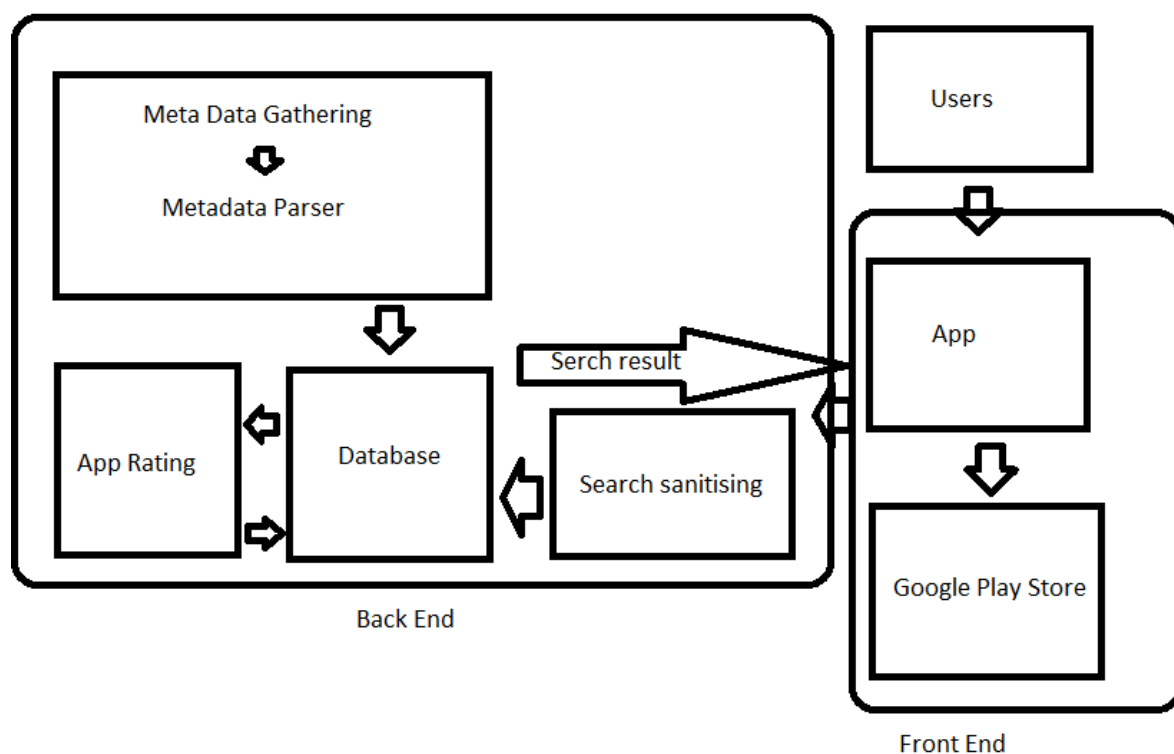 Meta Data Gathering
Metadata Parser
Users
App
Serch result
App Rating
Database
Search sanitising
Google Play Store
Back End
Front End